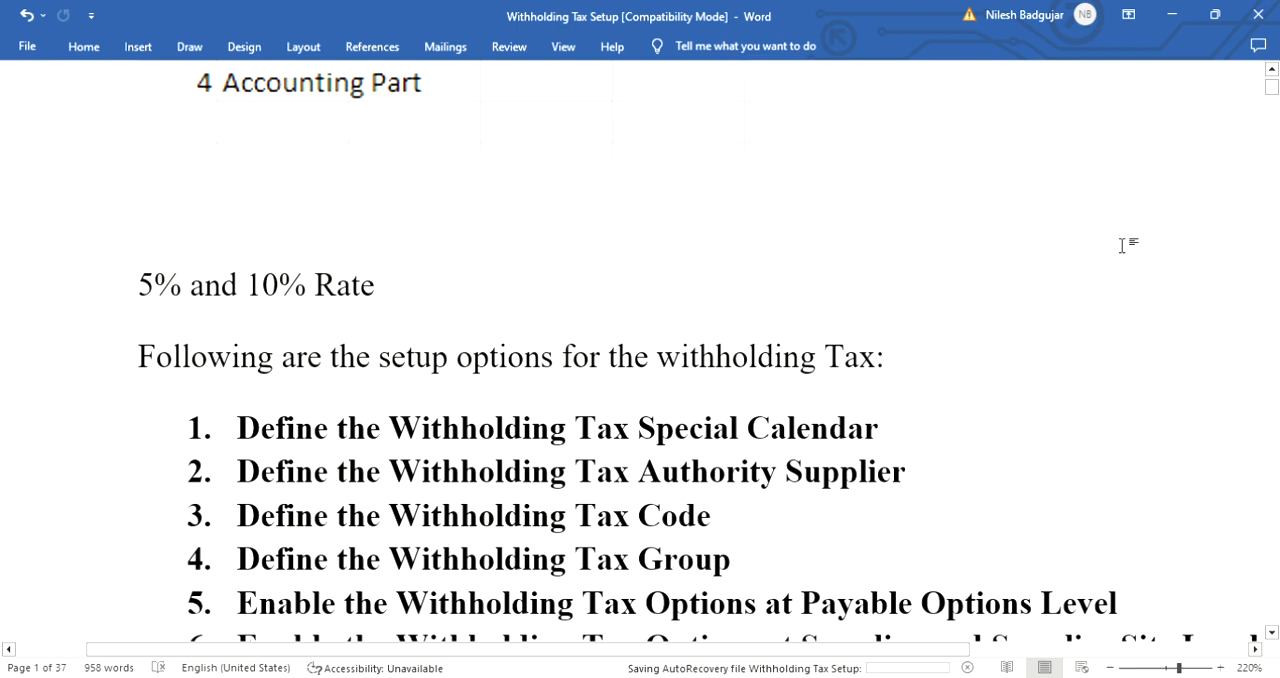 Withholding Tax Setup [Compatibility Mode] - Word
Nilesh Badgujar NB
File Home Insert Draw Design Layout References Mailings Review View Help Tell me what you want to do
4 Accounting Part
5% and 10% Rate
Following are the setup options for the withholding Tax:
1. Define the Withholding Tax Special Calendar
2. Define the Withholding Tax Authority Supplier
3. Define the Withholding Tax Code
4. Define the Withholding Tax Group
5. Enable the Withholding Tax Options at Payable Options Level
Page 1 of 37 958 words English (United States) Accessibility: Unavailable Saving AutoRecovery file Withholding Tax Setup: 220%